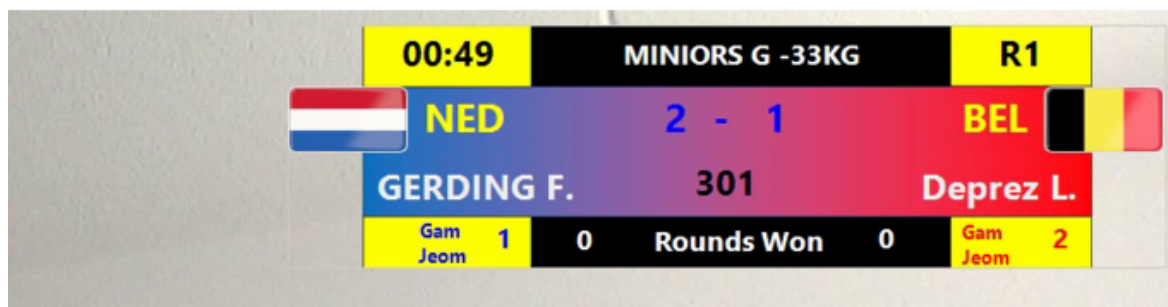 00:49 MINIORS G -33KG R1
NED 2 - 1 BEL
GERDING F. 301 Deprez L.
Gam Jeom 1 0 Rounds Won 0 Gam Jeom 2